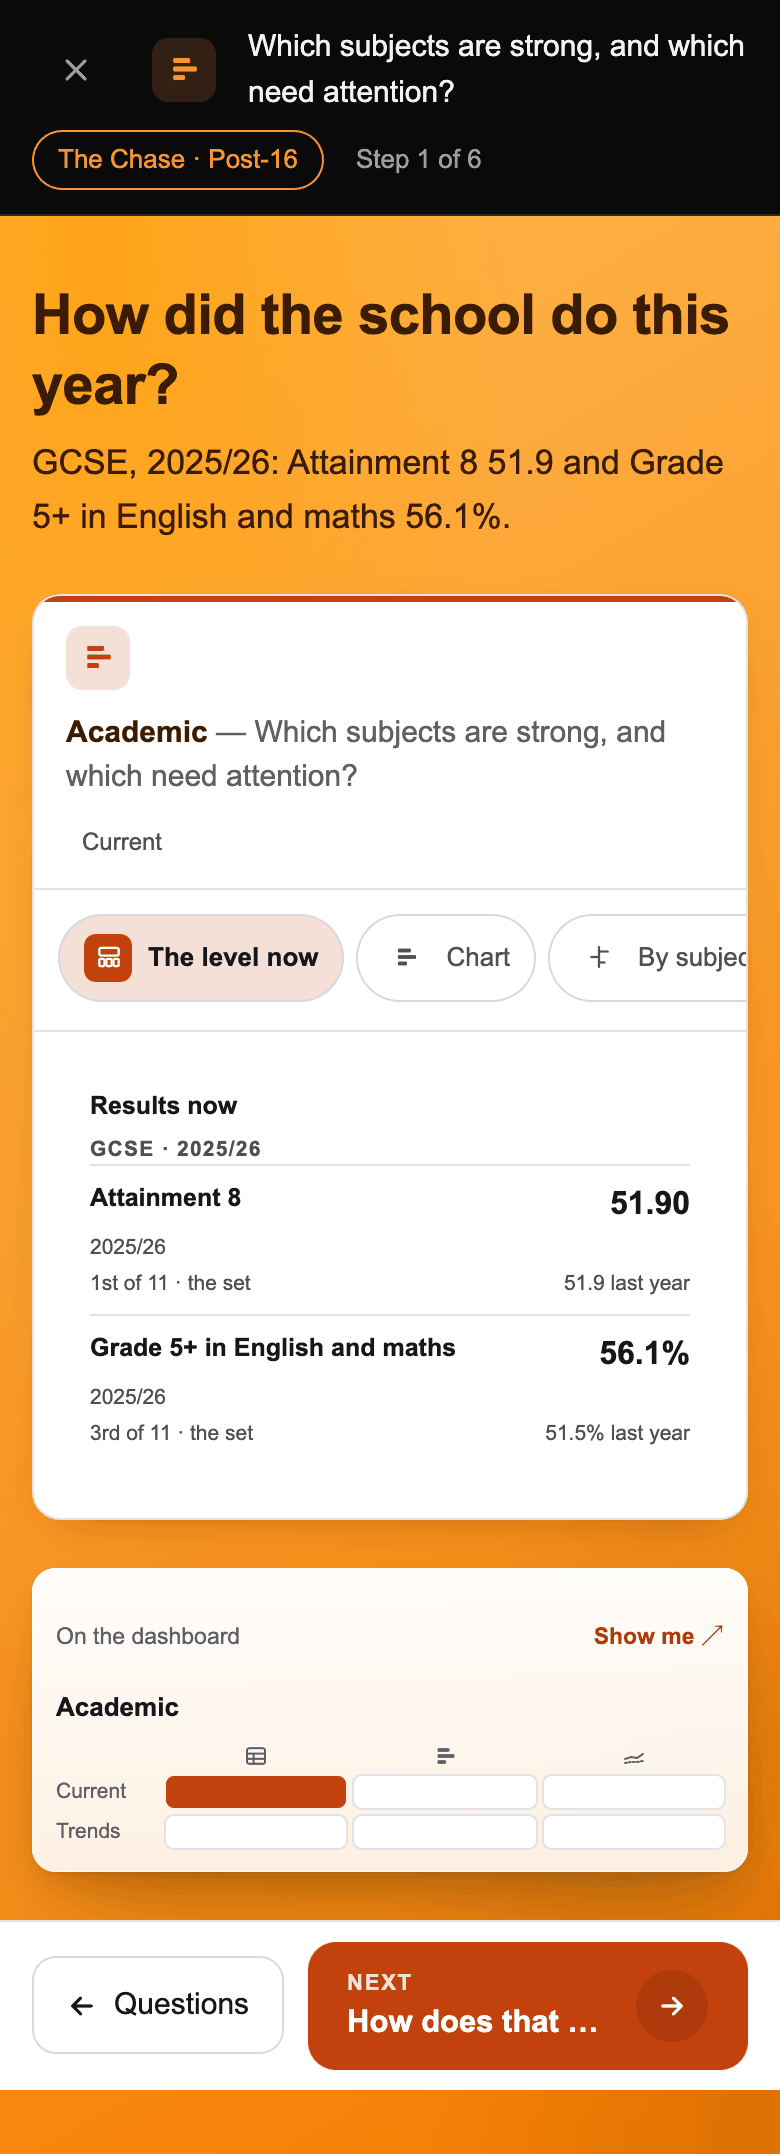 Which subjects are strong, and which
need attention?
The Chase · Post-16
Step 1 of 6
How did the school do this
year?
GCSE, 2025/26: Attainment 8 51.9 and Grade
5+ in English and maths 56.1%.
Academic — Which subjects are strong, and
which need attention?
Current
The level now
Chart
By subjec
Results now
GCSE · 2025/26
Attainment 8
51.90
2025/26
1st of 11 · the set
51.9 last year
Grade 5+ in English and maths
56.1%
2025/26
3rd of 11 · the set
51.5% last year
On the dashboard
Show me ↗
Academic
Current
Trends
← Questions
NEXT
How does that ...
→